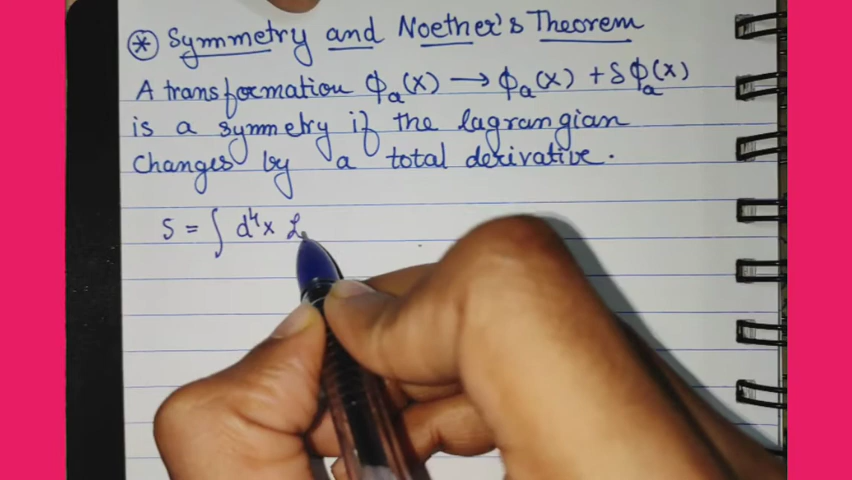 * Symmetry and Noether's Theorem
A transformation ϕₐ(x) → ϕₐ(x) + δϕₐ(x)
is a symmetry if the lagrangian
changes by a total derivative.
S = ∫ d⁴x ℒ